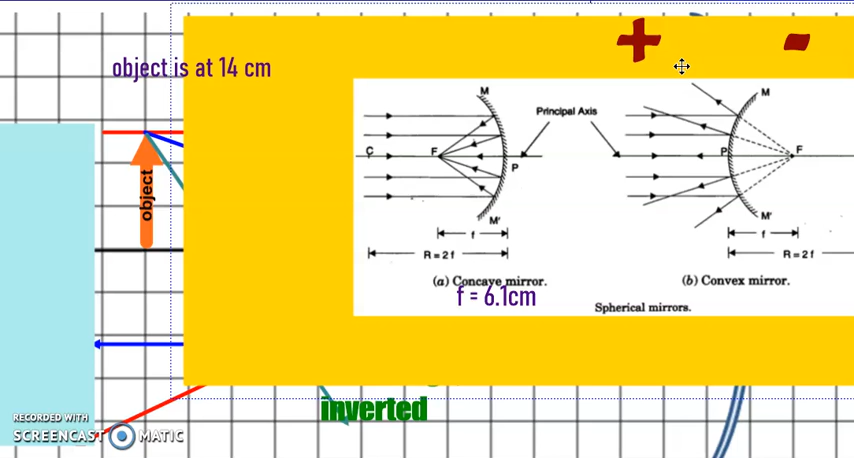 + -
object is at 14 cm
M
M
Principal Axis
C
F
P
P
F
object
M'
M'
f
f
R=2f
R=2f
(a) Concave mirror.
(b) Convex mirror.
f = 6.1cm
Spherical mirrors.
inverted
RECORDED WITH
SCREENCAST MATIC